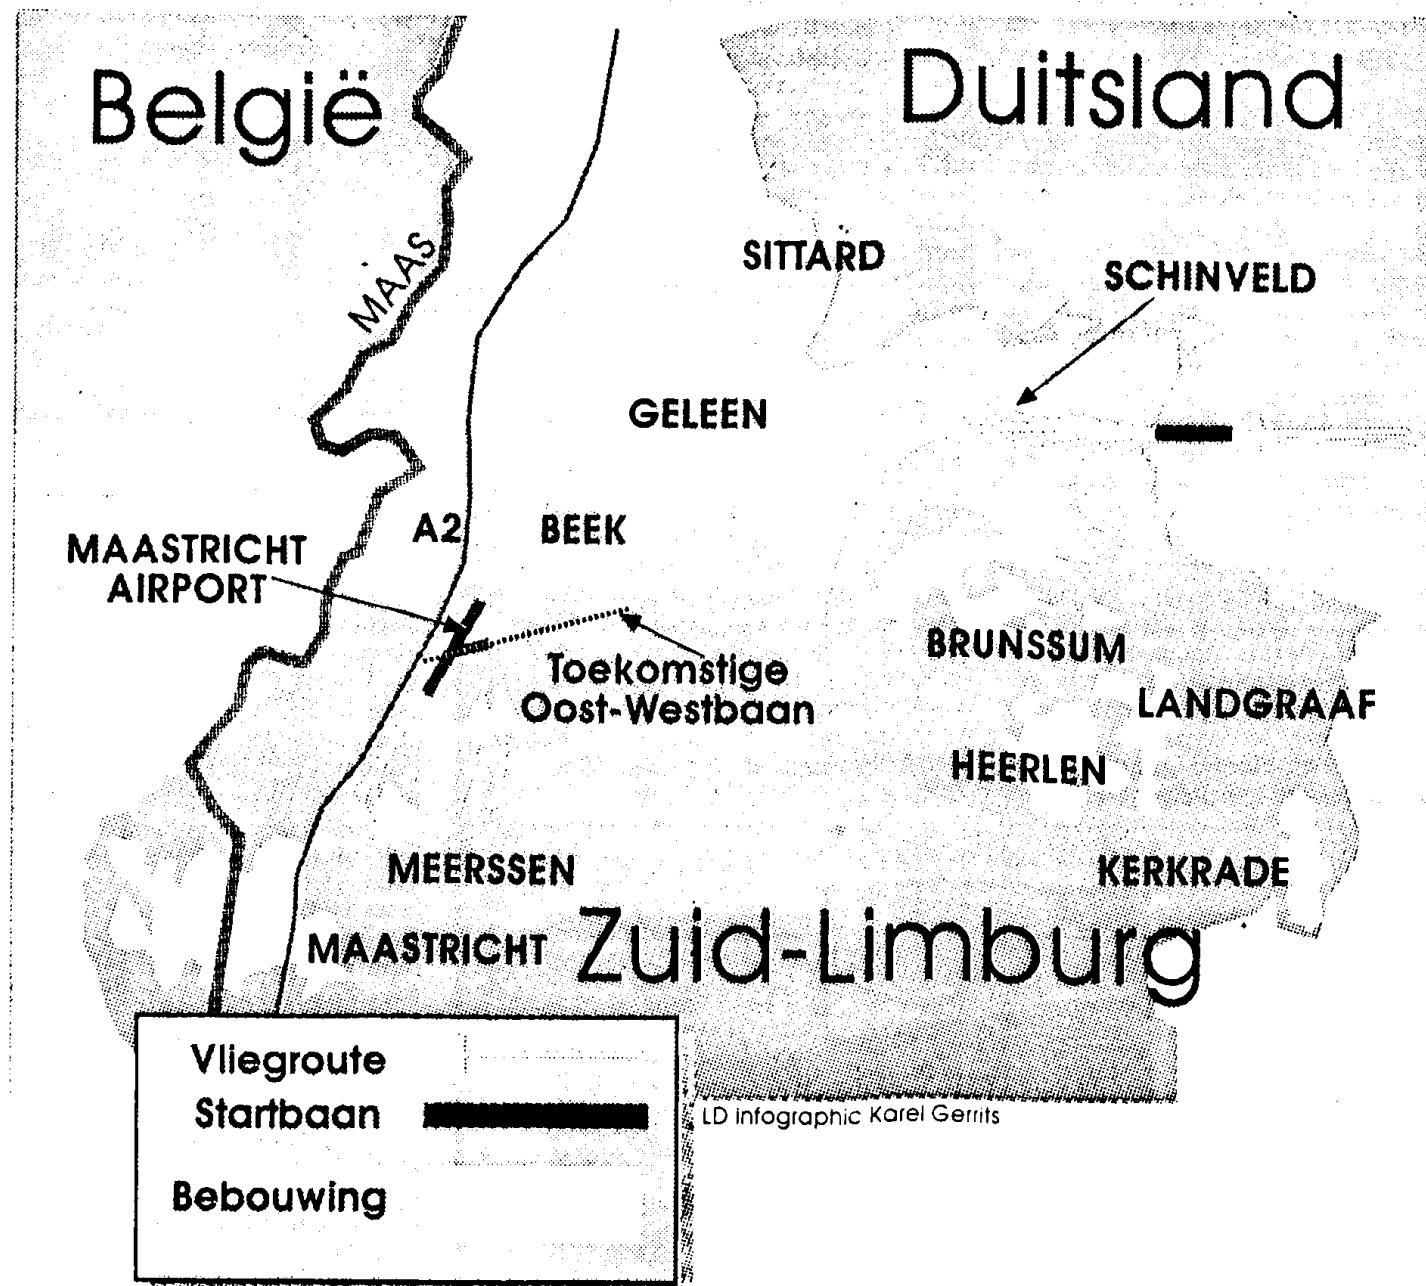 België
Duitsland
MAAS
SITTARD
SCHINVELD
GELEEN
A2
BEEK
MAASTRICHT
AIRPORT
Toekomstige
Oost-Westbaan
BRUNSSUM
LANDGRAAF
HEERLEN
MEERSSEN
KERKRADE
MAASTRICHT
Zuid-Limburg
Vliegroute
Startbaan
Bebouwing
LD infographic Karel Gerrits